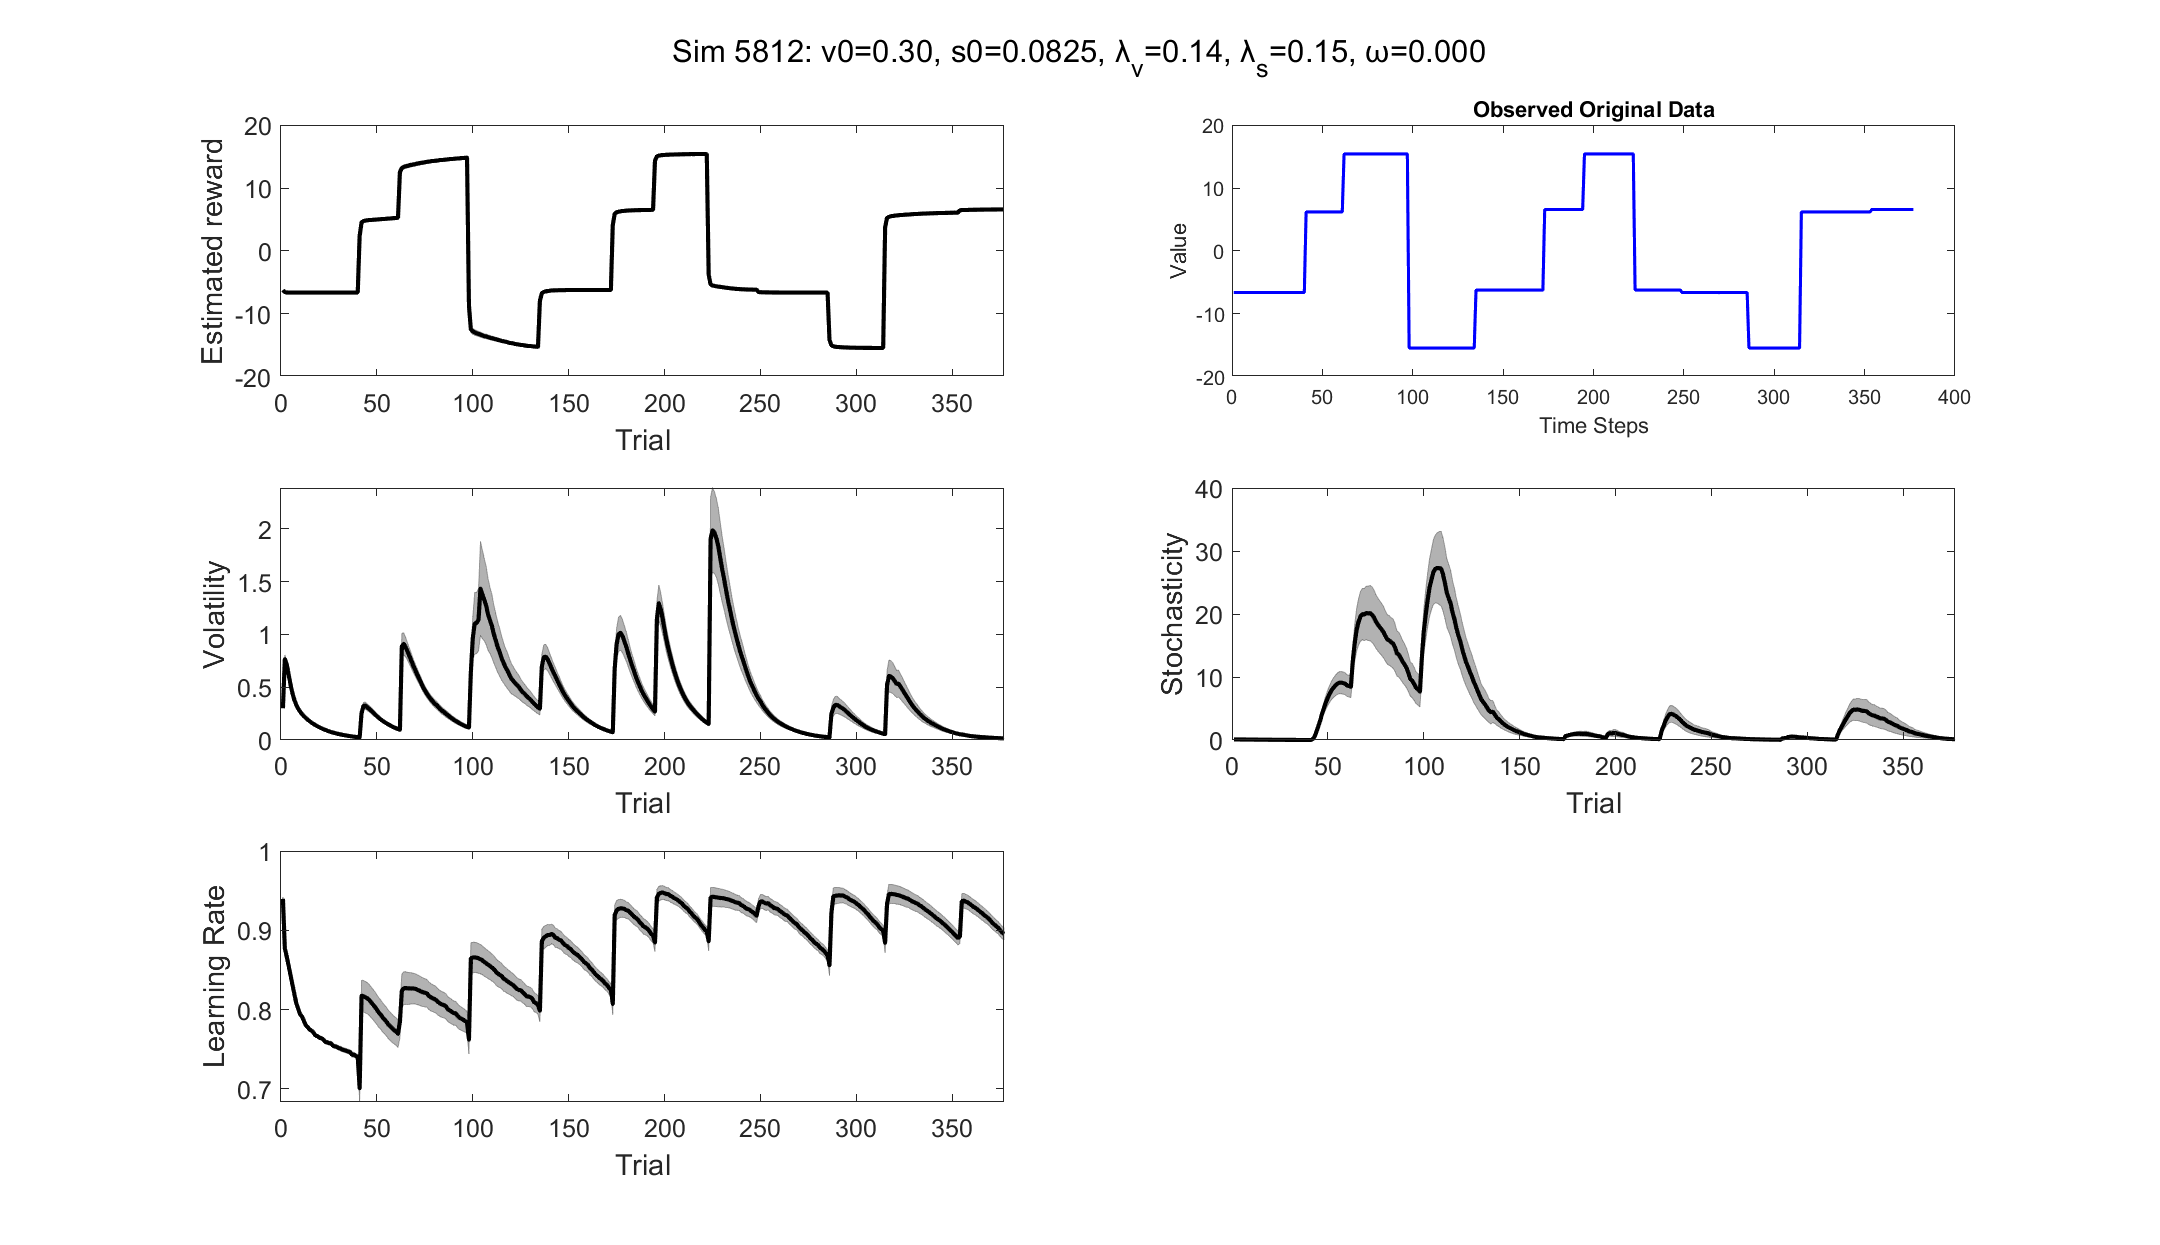 Sim 5812: v0=0.30, s0=0.0825, λ_v=0.14, λ_s=0.15, ω=0.000
20
10
0
-10
-20
Estimated reward
0 50 100 150 200 250 300 350
Trial
Observed Original Data
20
10
0
-10
-20
Value
0 50 100 150 200 250 300 350 400
Time Steps
2
1.5
1
0.5
0
Volatility
0 50 100 150 200 250 300 350
Trial
40
30
20
10
0
Stochasticity
0 50 100 150 200 250 300 350
Trial
1
0.9
0.8
0.7
Learning Rate
0 50 100 150 200 250 300 350
Trial